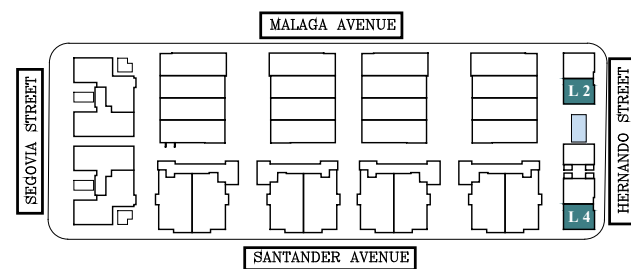 MALAGA AVENUE
SEGOVIA STREET
L 2
HERNANDO STREET
L 4
SANTANDER AVENUE